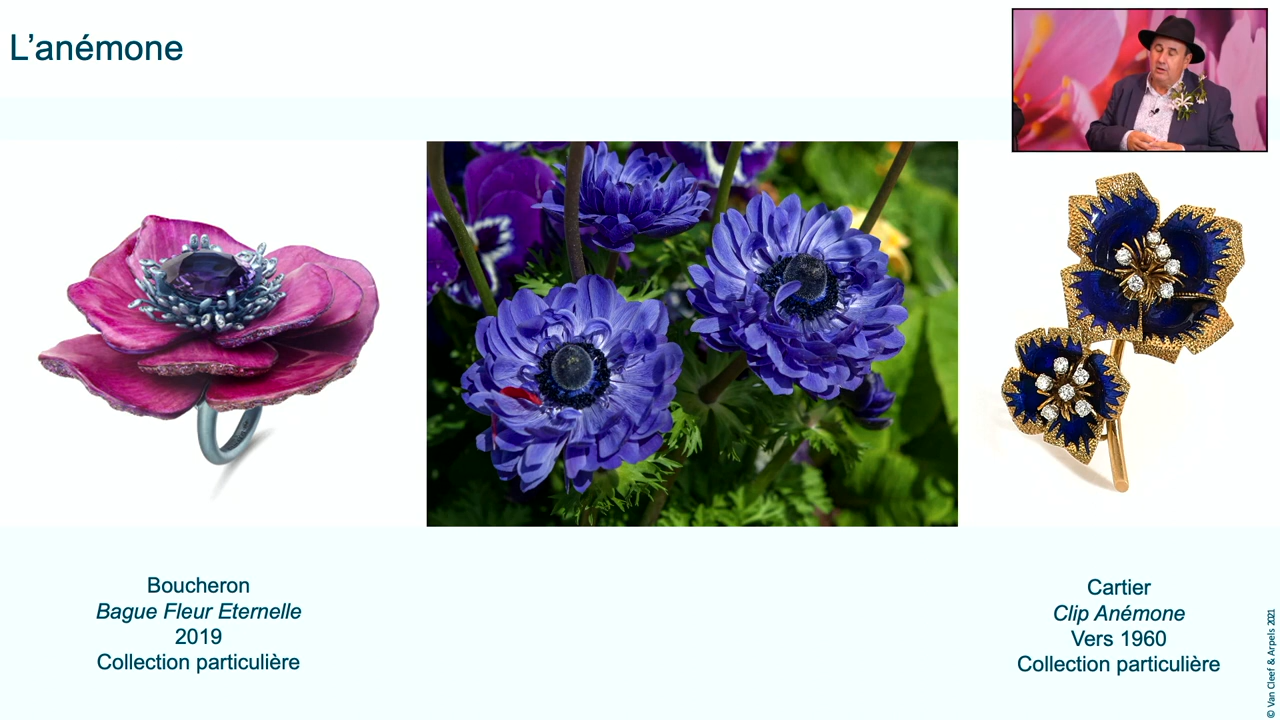 L’anémone
Boucheron
Bague Fleur Eternelle
2019
Collection particulière
Cartier
Clip Anémone
Vers 1960
Collection particulière
© Van Cleef & Arpels 2021